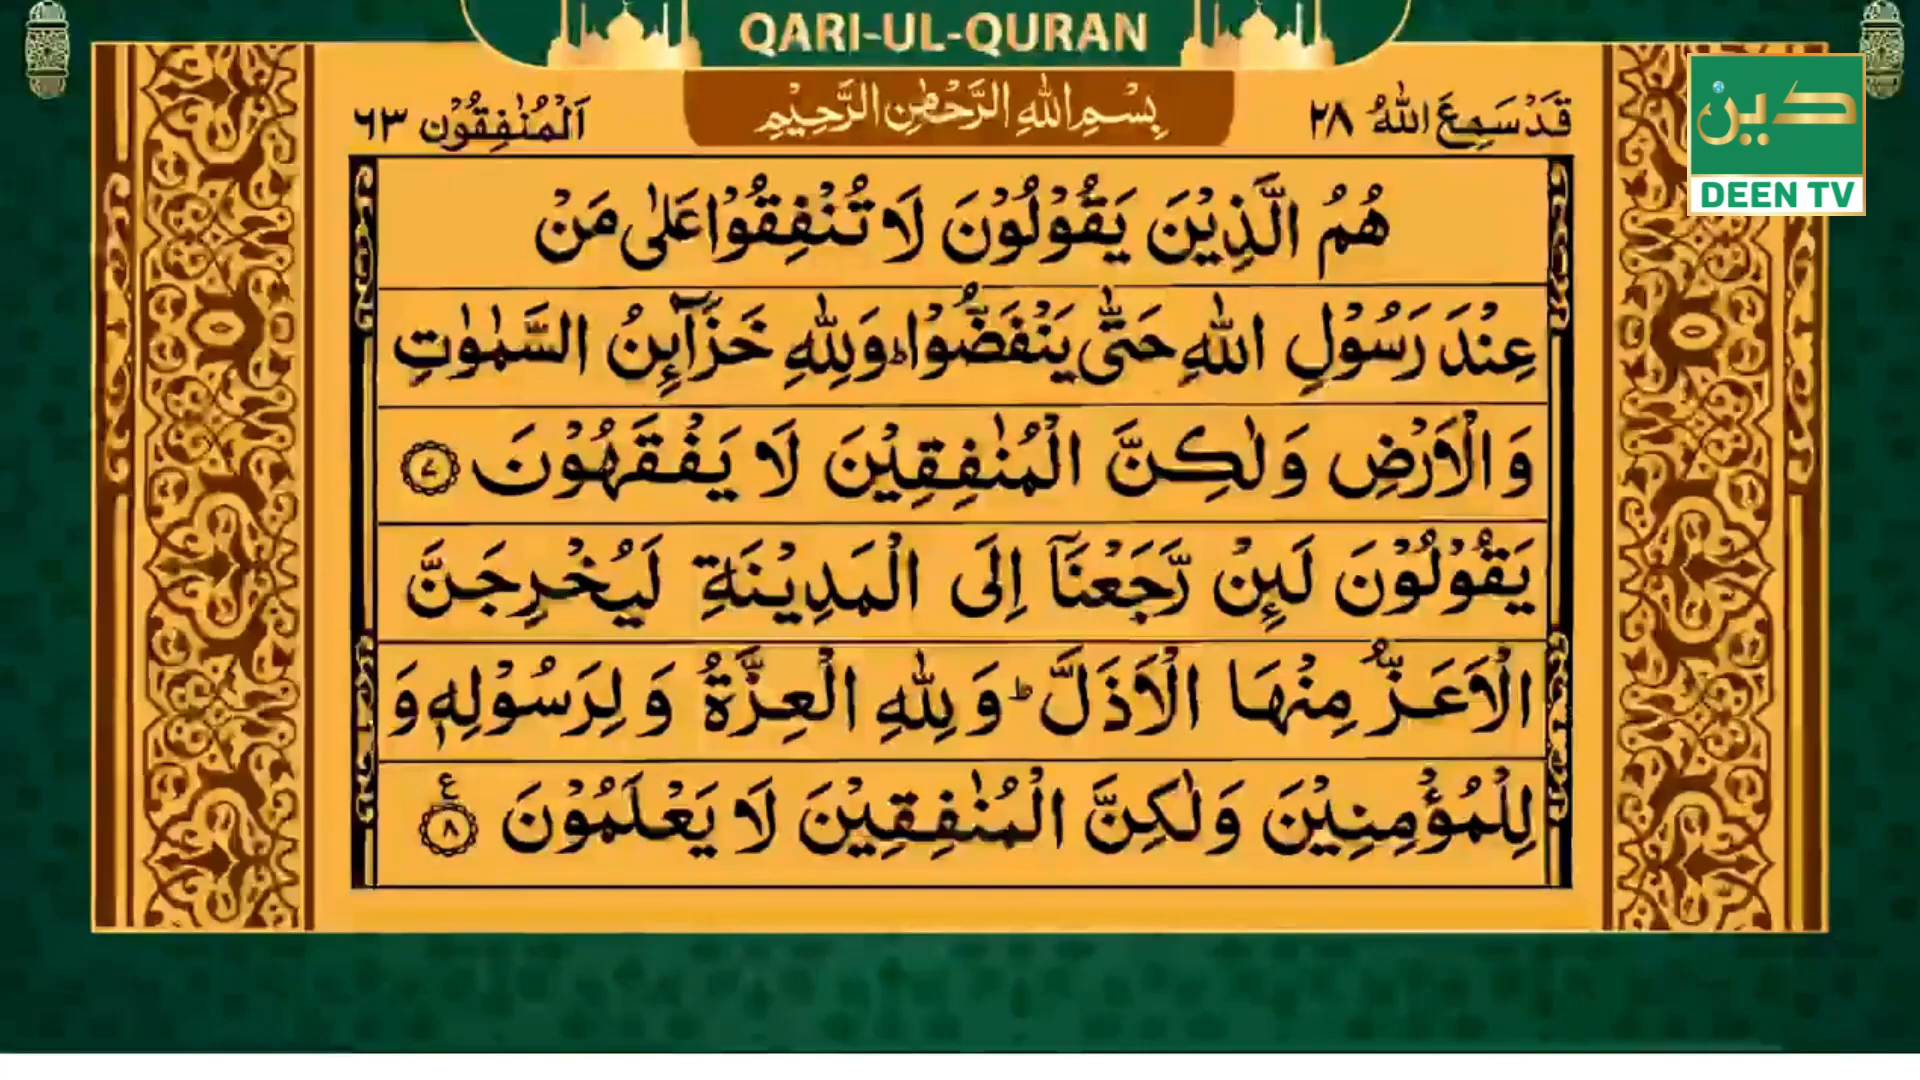 QARI-UL-QURAN
قَدْ سَمِعَ اللّٰهُ ٢٨
بِسْمِ اللّٰهِ الرَّحْمٰنِ الرَّحِيْمِ
اَلْمُنٰفِقُوْن ٦٣
دين
DEEN TV
هُمُ الَّذِيْنَ يَقُوْلُوْنَ لَا تُنْفِقُوْا عَلٰى مَنْ
عِنْدَ رَسُوْلِ اللّٰهِ حَتّٰى يَنْفَضُّوْا ؕ وَلِلّٰهِ خَزَآئِنُ السَّمٰوٰتِ
وَالْاَرْضِ وَلٰكِنَّ الْمُنٰفِقِيْنَ لَا يَفْقَهُوْنَ ۝٧
يَقُوْلُوْنَ لَئِنْ رَّجَعْنَآ اِلَى الْمَدِيْنَةِ لَيُخْرِجَنَّ
الْاَعَزُّ مِنْهَا الْاَذَلَّ ؕ وَ لِلّٰهِ الْعِزَّةُ وَ لِرَسُوْلِهٖ وَ
لِلْمُؤْمِنِيْنَ وَلٰكِنَّ الْمُنٰفِقِيْنَ لَا يَعْلَمُوْنَ ۝٨ ع